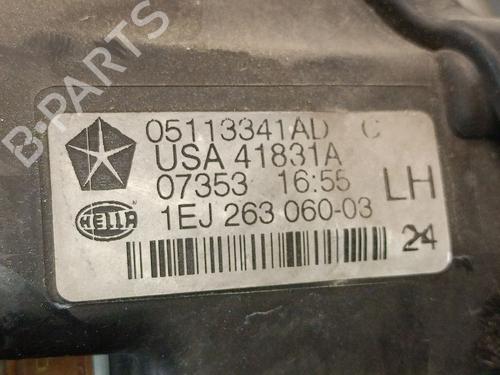 B-PARTS
05113341AD C
USA 41831A
07353 16:55
LH
HELLA
1EJ 263 060-03
24